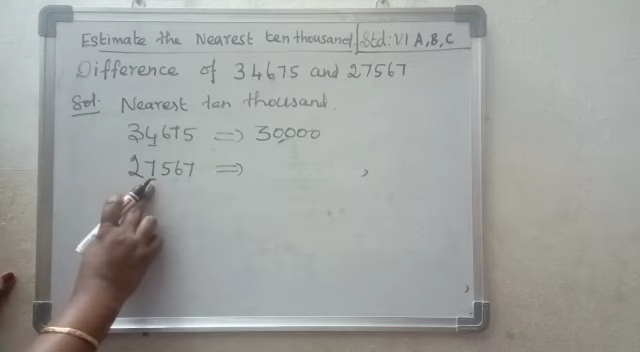 Estimate the Nearest ten thousand Std: VI A, B, C
Difference of 34675 and 27567
Sol: Nearest ten thousand.
34675 => 30,000
27567 =>